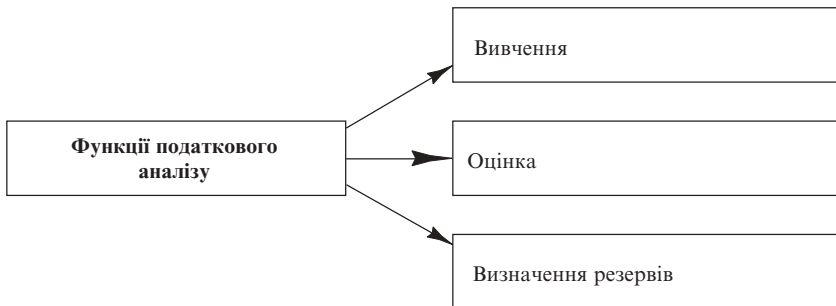 Функції податкового
аналізу
Вивчення
Оцінка
Визначення резервів